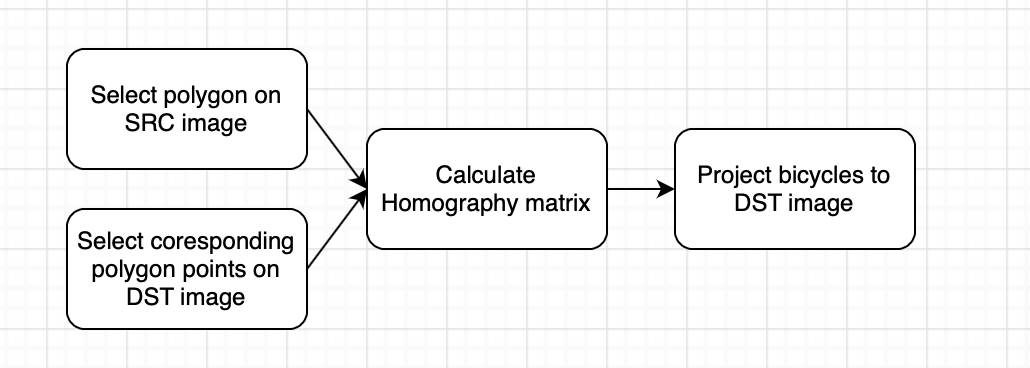 Select polygon on
SRC image
Select coresponding
polygon points on
DST image
Calculate
Homography matrix
Project bicycles to
DST image